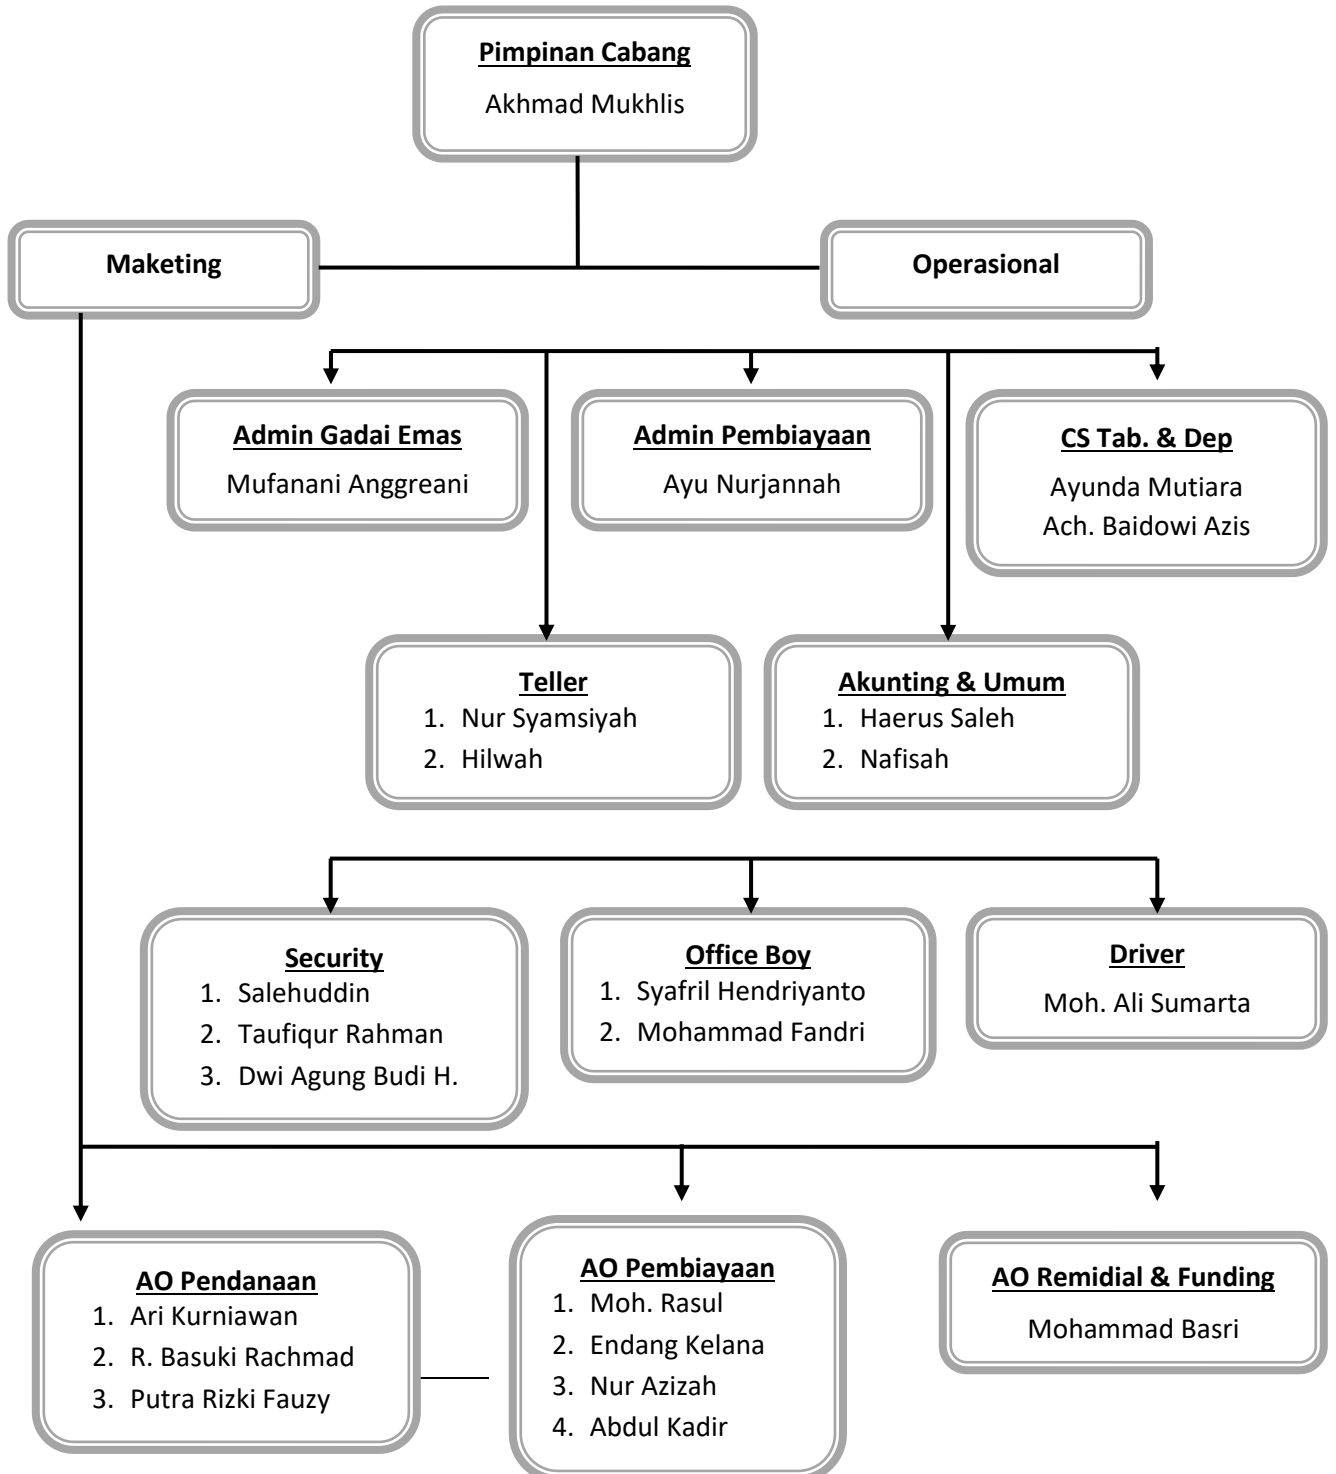 Pimpinan Cabang
Akhmad Mukhlis
Maketing
Operasional
Admin Gadai Emas
Mufanani Anggreani
Admin Pembiayaan
Ayu Nurjannah
CS Tab. & Dep
Ayunda Mutiara
Ach. Baidowi Azis
Teller
1. Nur Syamsiyah
2. Hilwah
Akunting & Umum
1. Haerus Saleh
2. Nafisah
Security
1. Salehuddin
2. Taufiqur Rahman
3. Dwi Agung Budi H.
Office Boy
1. Syafril Hendriyanto
2. Mohammad Fandri
Driver
Moh. Ali Sumarta
AO Pendanaan
1. Ari Kurniawan
2. R. Basuki Rachmad
3. Putra Rizki Fauzy
AO Pembiayaan
1. Moh. Rasul
2. Endang Kelana
3. Nur Azizah
4. Abdul Kadir
AO Remidial & Funding
Mohammad Basri